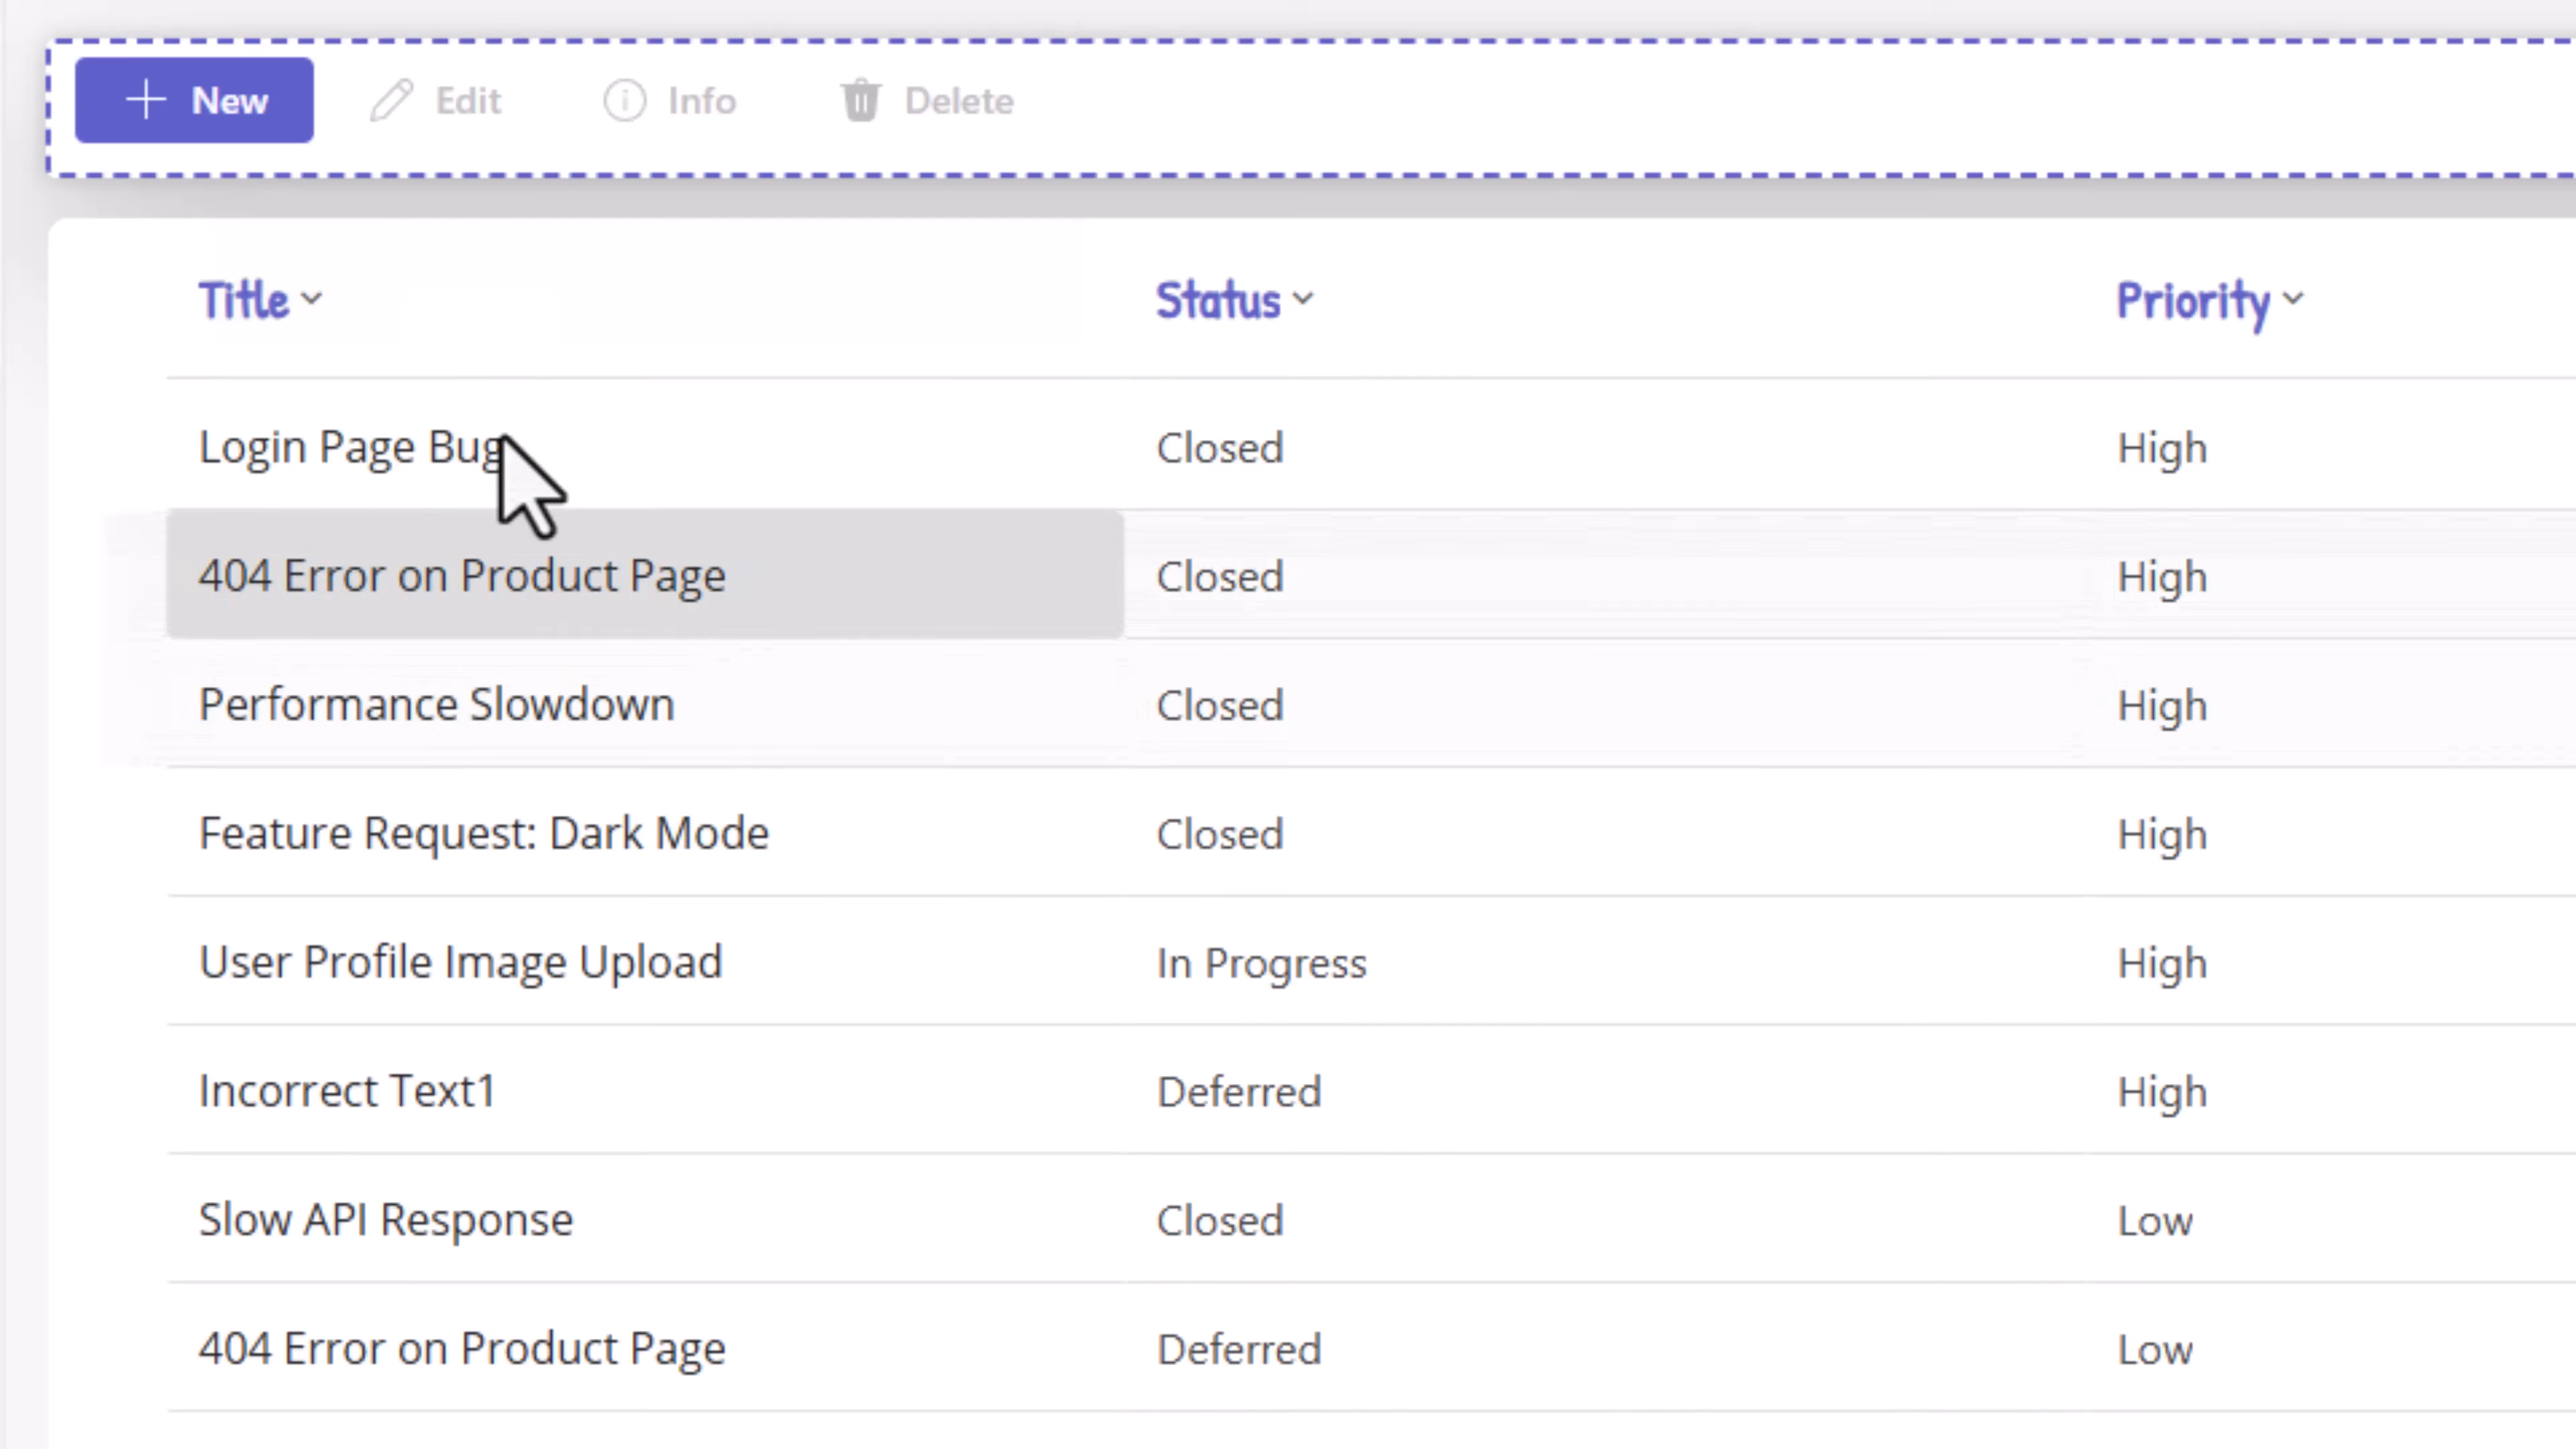 New Edit Info Delete
Title Status Priority
Login Page Bug Closed High
404 Error on Product Page Closed High
Performance Slowdown Closed High
Feature Request: Dark Mode Closed High
User Profile Image Upload In Progress High
Incorrect Text1 Deferred High
Slow API Response Closed Low
404 Error on Product Page Deferred Low